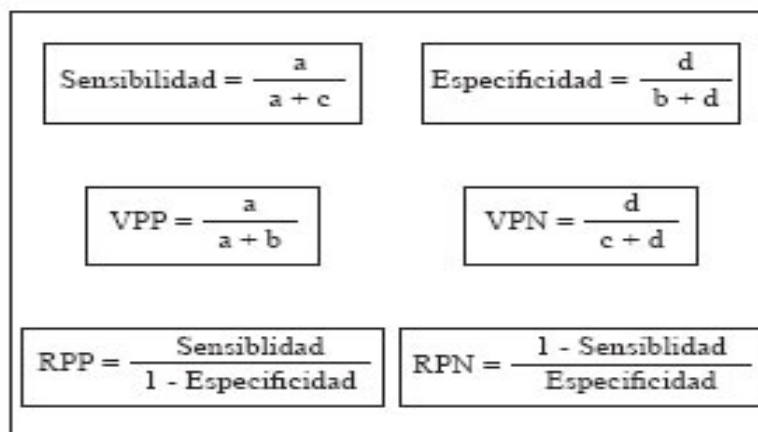 Sensibilidad = a / a + c
Especificidad = d / b + d
VPP = a / a + b
VPN = d / c + d
RPP = Sensiblidad / 1 - Especificidad
RPN = 1 - Sensiblidad / Especificidad